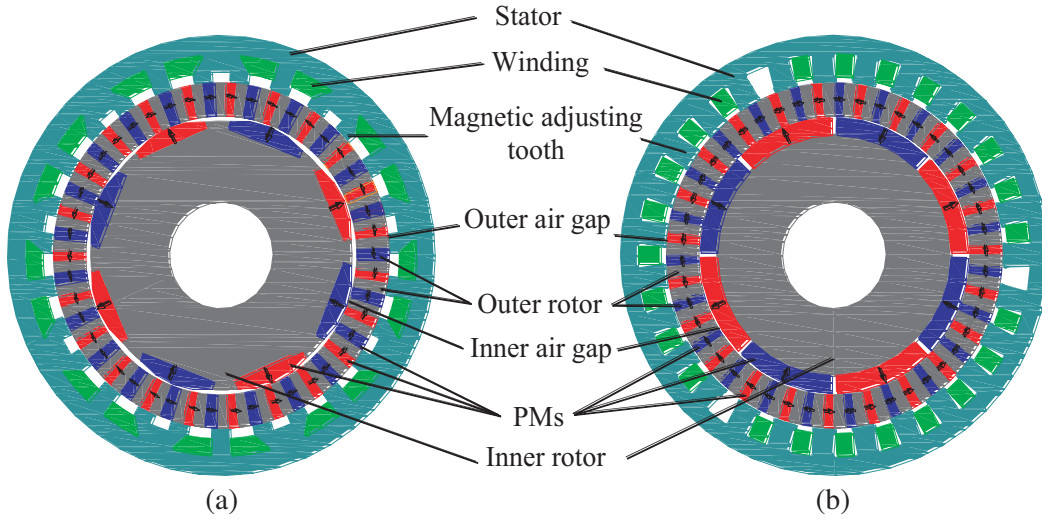 Stator
Winding
Magnetic adjusting
tooth
Outer air gap
Outer rotor
Inner air gap
PMs
Inner rotor
(a)
(b)